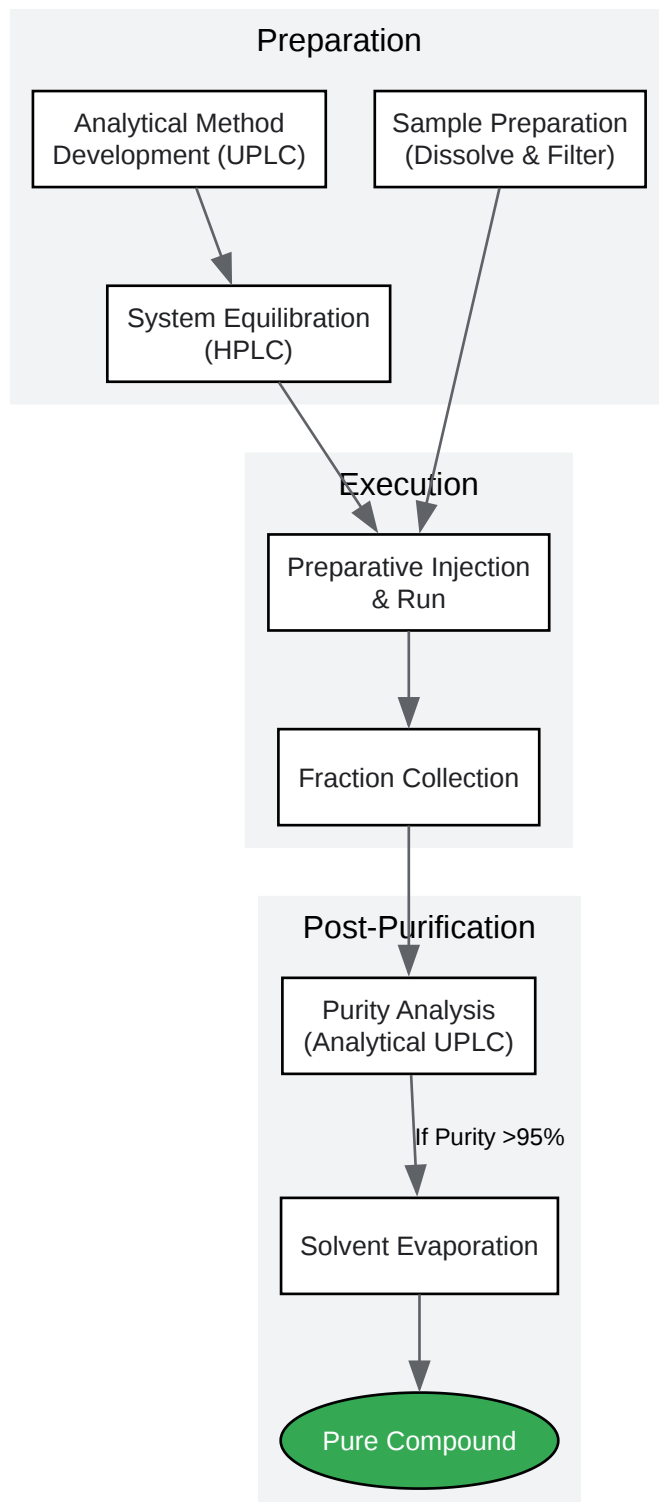 Preparation
Analytical Method
Development (UPLC)
Sample Preparation
(Dissolve & Filter)
System Equilibration
(HPLC)
Execution
Preparative Injection
& Run
Fraction Collection
Post-Purification
Purity Analysis
(Analytical UPLC)
If Purity >95%
Solvent Evaporation
Pure Compound